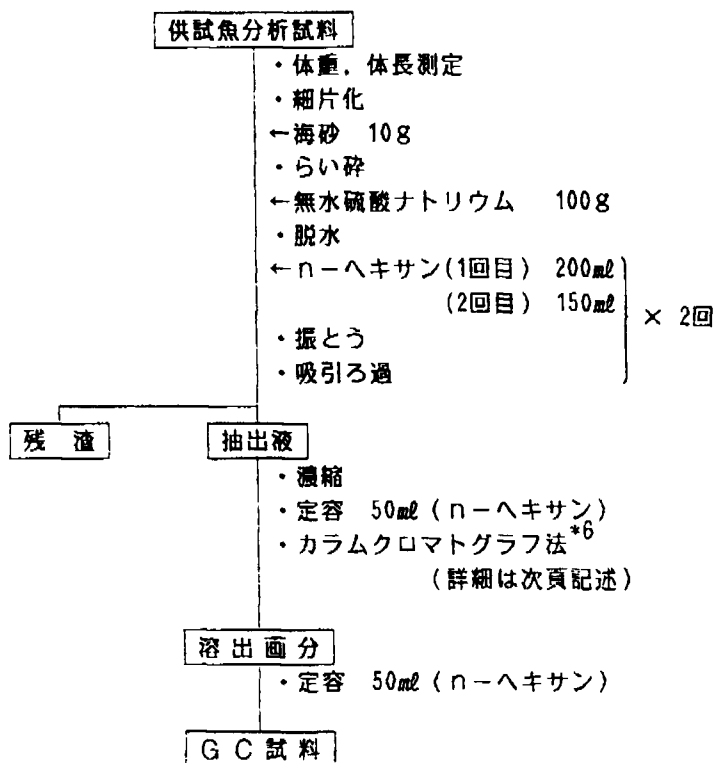 供試魚分析試料
・体重，体長測定
・細片化
←海砂 10g
・らい砕
←無水硫酸ナトリウム 100g
・脱水
←n－ヘキサン(1回目) 200ml
(2回目) 150ml
× 2回
・振とう
・吸引ろ過
残 渣 抽出液
・濃縮
・定容 50ml (n－ヘキサン)
・カラムクロマトグラフ法*6
(詳細は次頁記述)
溶出画分
・定容 50ml (n－ヘキサン)
GC試料